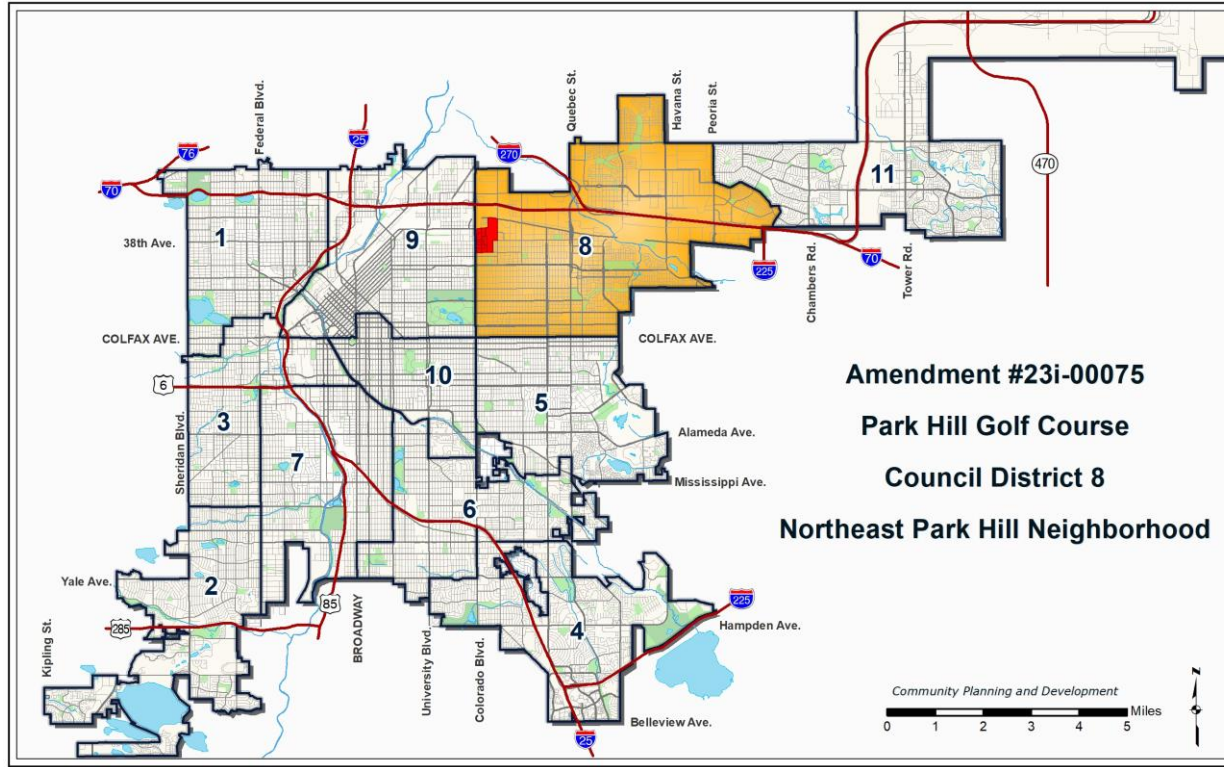 Federal Blvd.
Quebec St.
Havana St.
Peoria St.
25
76
270
70
470
11
38th Ave.
1
9
8
225
70
Chambers Rd.
Tower Rd.
COLFAX AVE.
COLFAX AVE.
6
10
5
Amendment #23i-00075
Park Hill Golf Course
Council District 8
Northeast Park Hill Neighborhood
Sheridan Blvd.
3
7
Alameda Ave.
Mississippi Ave.
6
Yale Ave.
2
85
285
BROADWAY
University Blvd.
Colorado Blvd.
4
225
Hampden Ave.
Kipling St.
Belleview Ave.
25
Community Planning and Development
Miles
0 1 2 3 4 5
N